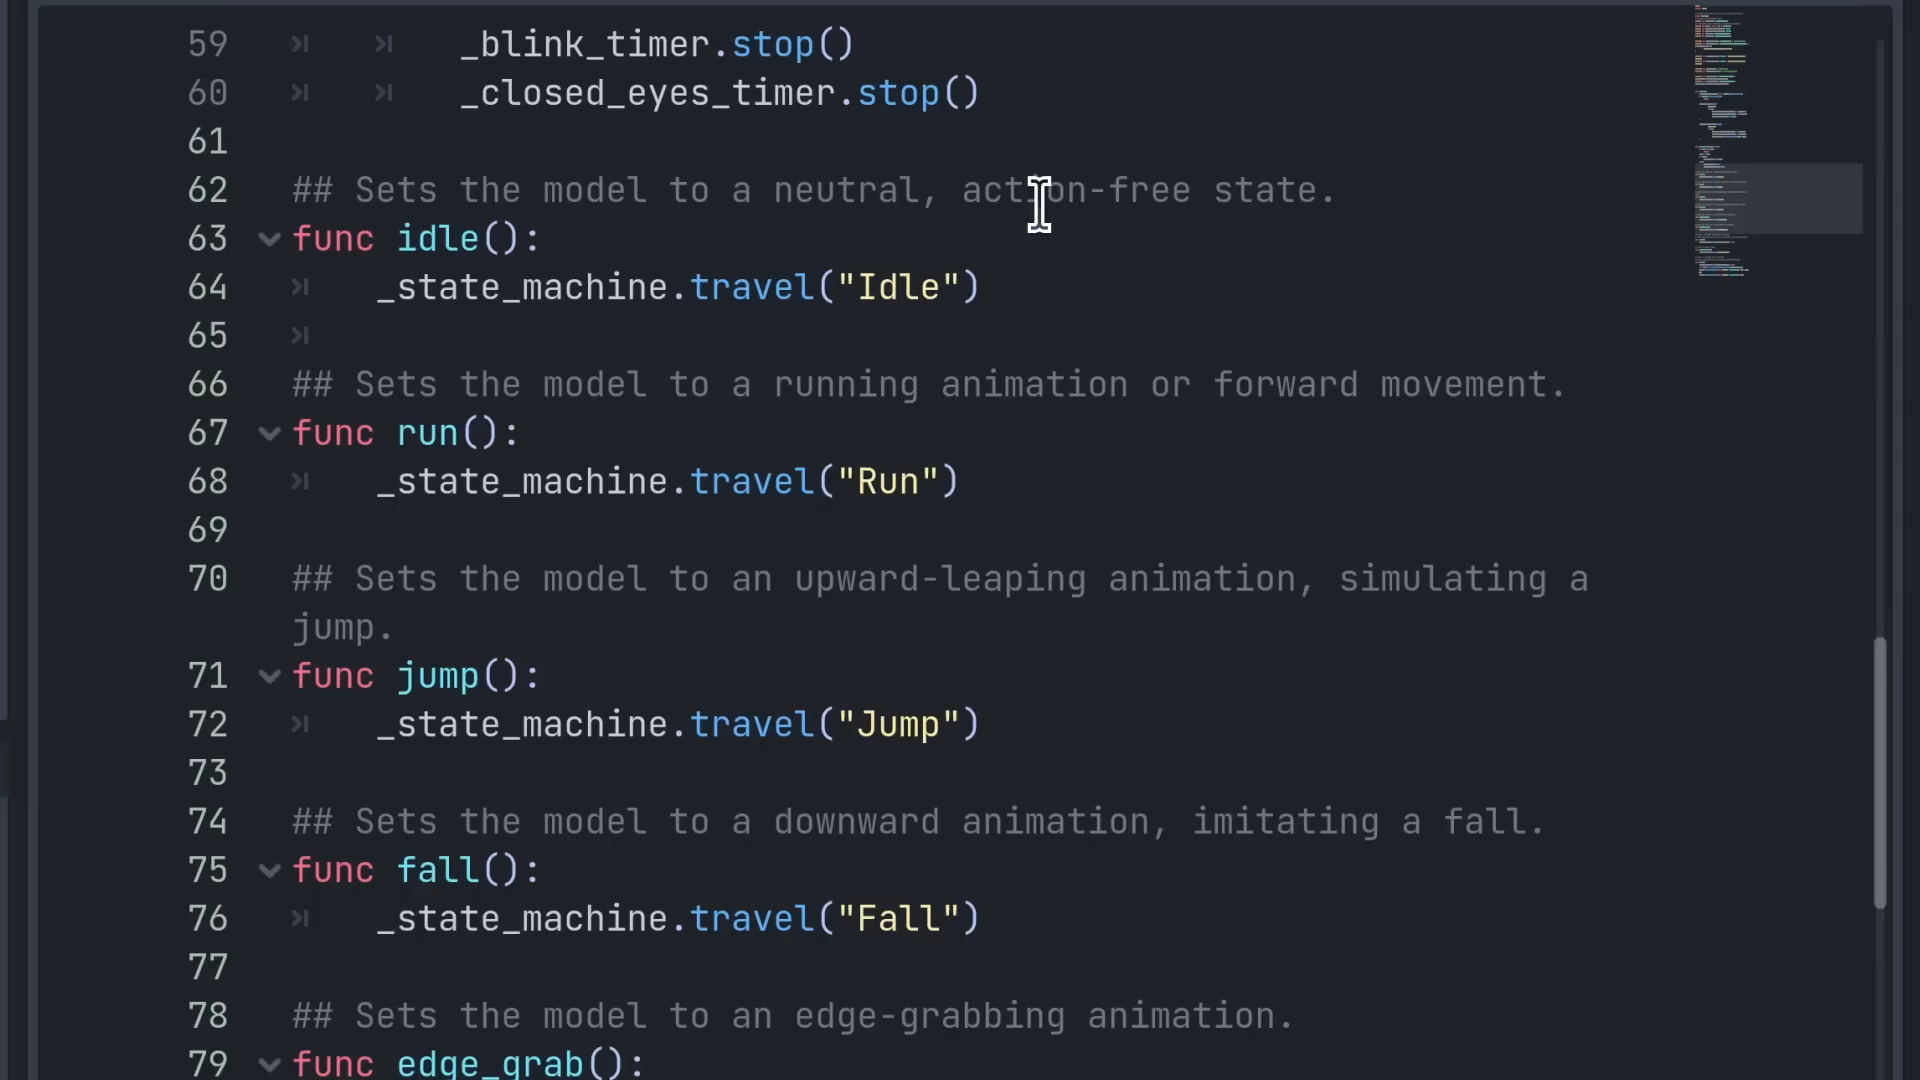 59 _blink_timer.stop()
60 _closed_eyes_timer.stop()
61
62 ## Sets the model to a neutral, action-free state.
63 func idle():
64 _state_machine.travel("Idle")
65
66 ## Sets the model to a running animation or forward movement.
67 func run():
68 _state_machine.travel("Run")
69
70 ## Sets the model to an upward-leaping animation, simulating a
jump.
71 func jump():
72 _state_machine.travel("Jump")
73
74 ## Sets the model to a downward animation, imitating a fall.
75 func fall():
76 _state_machine.travel("Fall")
77
78 ## Sets the model to an edge-grabbing animation.
79 func edge_grab():